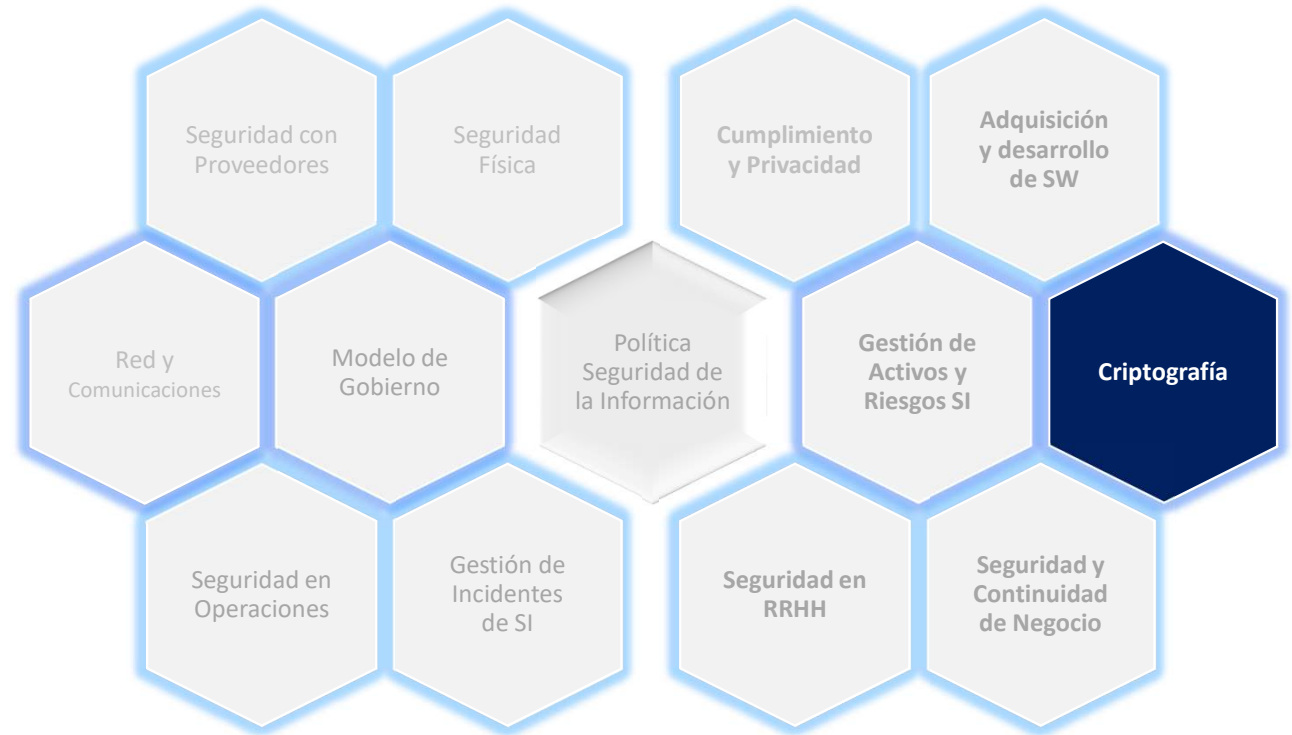 Seguridad con
Proveedores
Seguridad
Física
Cumplimiento
y Privacidad
Adquisición
y desarrollo
de SW
Red y
Comunicaciones
Modelo de
Gobierno
Política
Seguridad de
la Información
Gestión de
Activos y
Riesgos SI
Criptografía
Seguridad en
Operaciones
Gestión de
Incidentes
de SI
Seguridad en
RRHH
Seguridad y
Continuidad
de Negocio